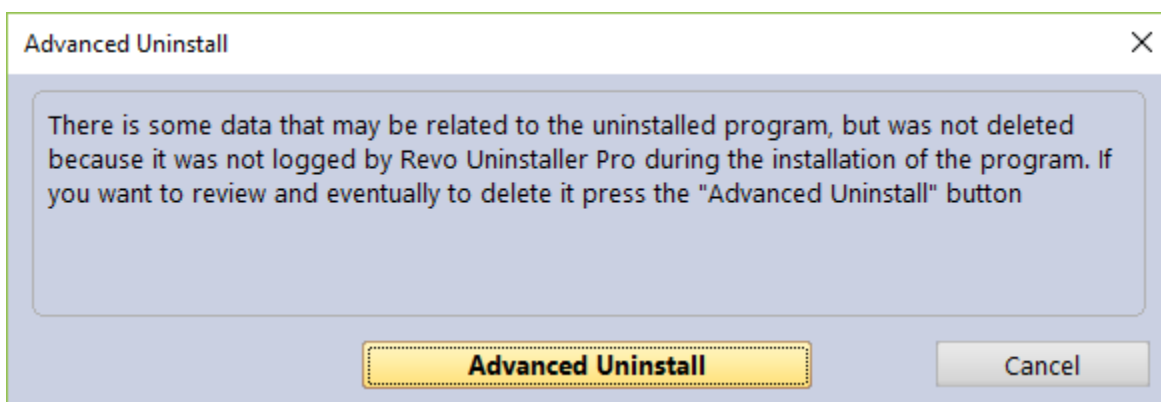 Advanced Uninstall
There is some data that may be related to the uninstalled program, but was not deleted
because it was not logged by Revo Uninstaller Pro during the installation of the program. If
you want to review and eventually to delete it press the "Advanced Uninstall" button
Advanced Uninstall
Cancel